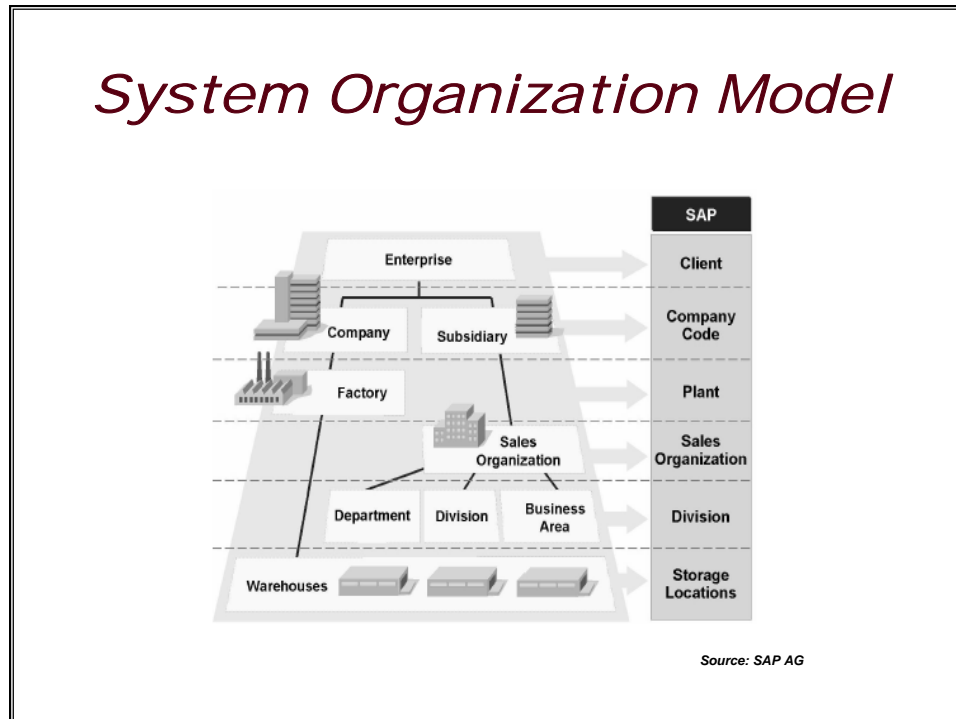 System Organization Model
SAP
Enterprise
Client
Company
Subsidiary
Company
Code
Factory
Plant
Sales
Organization
Sales
Organization
Department
Division
Business
Area
Division
Warehouses
Storage
Locations
Source: SAP AG